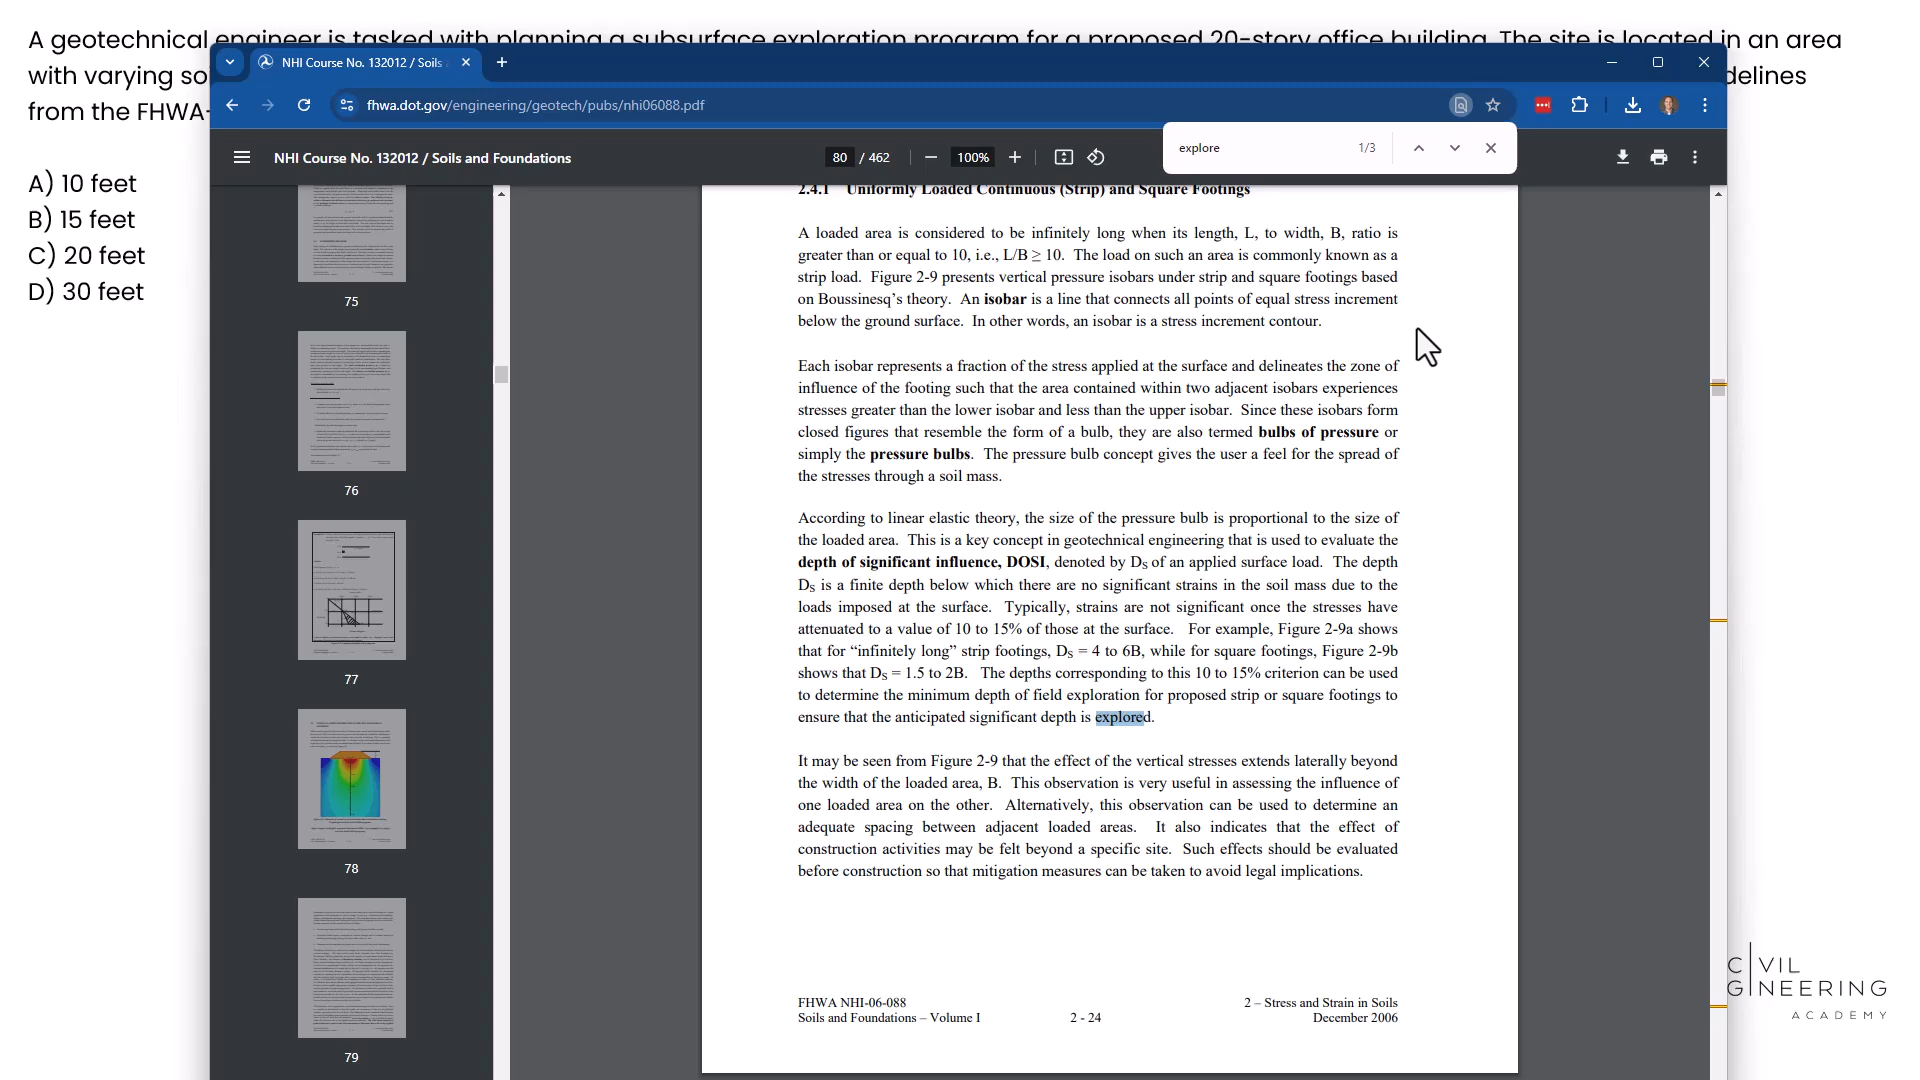 A geotechnical engineer is tasked with planning a subsurface exploration program for a proposed 20-story office building. The site is located in an area
with varying so
delines
from the FHWA-
A) 10 feet
B) 15 feet
C) 20 feet
D) 30 feet
NHI Course No. 132012 / Soils
fhwa.dot.gov/engineering/geotech/pubs/nhi06088.pdf
NHI Course No. 132012 / Soils and Foundations
80 / 462
100%
explore
1/3
75
76
77
78
79
2.4.1 Uniformly Loaded Continuous (Strip) and Square Footings
A loaded area is considered to be infinitely long when its length, L, to width, B, ratio is
greater than or equal to 10, i.e., L/B ≥ 10. The load on such an area is commonly known as a
strip load. Figure 2-9 presents vertical pressure isobars under strip and square footings based
on Boussinesq's theory. An isobar is a line that connects all points of equal stress increment
below the ground surface. In other words, an isobar is a stress increment contour.
Each isobar represents a fraction of the stress applied at the surface and delineates the zone of
influence of the footing such that the area contained within two adjacent isobars experiences
stresses greater than the lower isobar and less than the upper isobar. Since these isobars form
closed figures that resemble the form of a bulb, they are also termed bulbs of pressure or
simply the pressure bulbs. The pressure bulb concept gives the user a feel for the spread of
the stresses through a soil mass.
According to linear elastic theory, the size of the pressure bulb is proportional to the size of
the loaded area. This is a key concept in geotechnical engineering that is used to evaluate the
depth of significant influence, DOSI, denoted by DS of an applied surface load. The depth
DS is a finite depth below which there are no significant strains in the soil mass due to the
loads imposed at the surface. Typically, strains are not significant once the stresses have
attenuated to a value of 10 to 15% of those at the surface. For example, Figure 2-9a shows
that for “infinitely long” strip footings, DS = 4 to 6B, while for square footings, Figure 2-9b
shows that DS = 1.5 to 2B. The depths corresponding to this 10 to 15% criterion can be used
to determine the minimum depth of field exploration for proposed strip or square footings to
ensure that the anticipated significant depth is explored.
It may be seen from Figure 2-9 that the effect of the vertical stresses extends laterally beyond
the width of the loaded area, B. This observation is very useful in assessing the influence of
one loaded area on the other. Alternatively, this observation can be used to determine an
adequate spacing between adjacent loaded areas. It also indicates that the effect of
construction activities may be felt beyond a specific site. Such effects should be evaluated
before construction so that mitigation measures can be taken to avoid legal implications.
FHWA NHI-06-088
2 – Stress and Strain in Soils
Soils and Foundations – Volume I
2 - 24
December 2006
CIVIL
GINEERING
ACADEMY